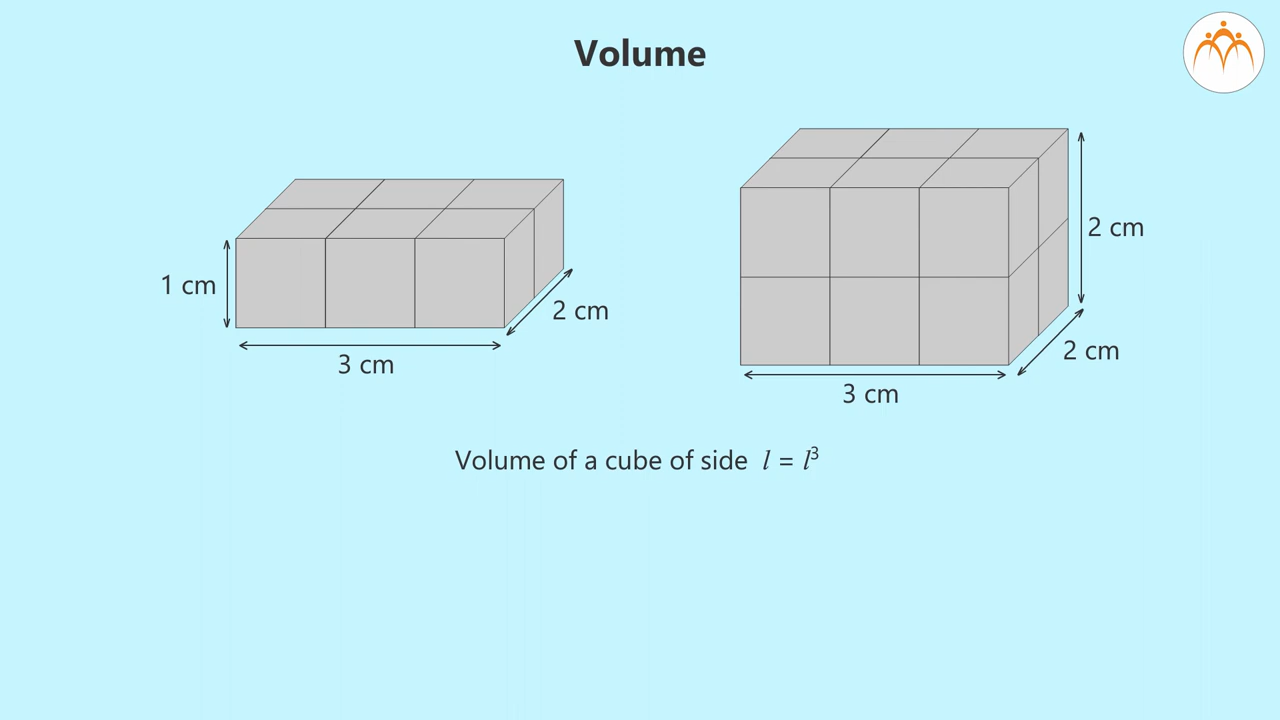 Volume
1 cm
2 cm
3 cm
2 cm
2 cm
3 cm
Volume of a cube of side l = l³